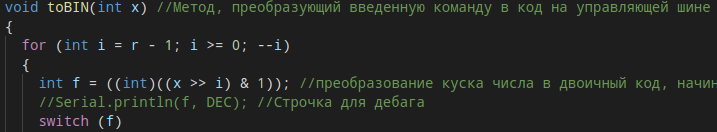 void toBIN(int x) //Метод, преобразующий введенную команду в код на управляющей шине
{
for (int i = r - 1; i >= 0; --i)
{
int f = ((int)((x >> i) & 1)); //преобразование куска числа в двоичный код,
//Serial.println(f, DEC); //Строчка для дебага
switch (f)